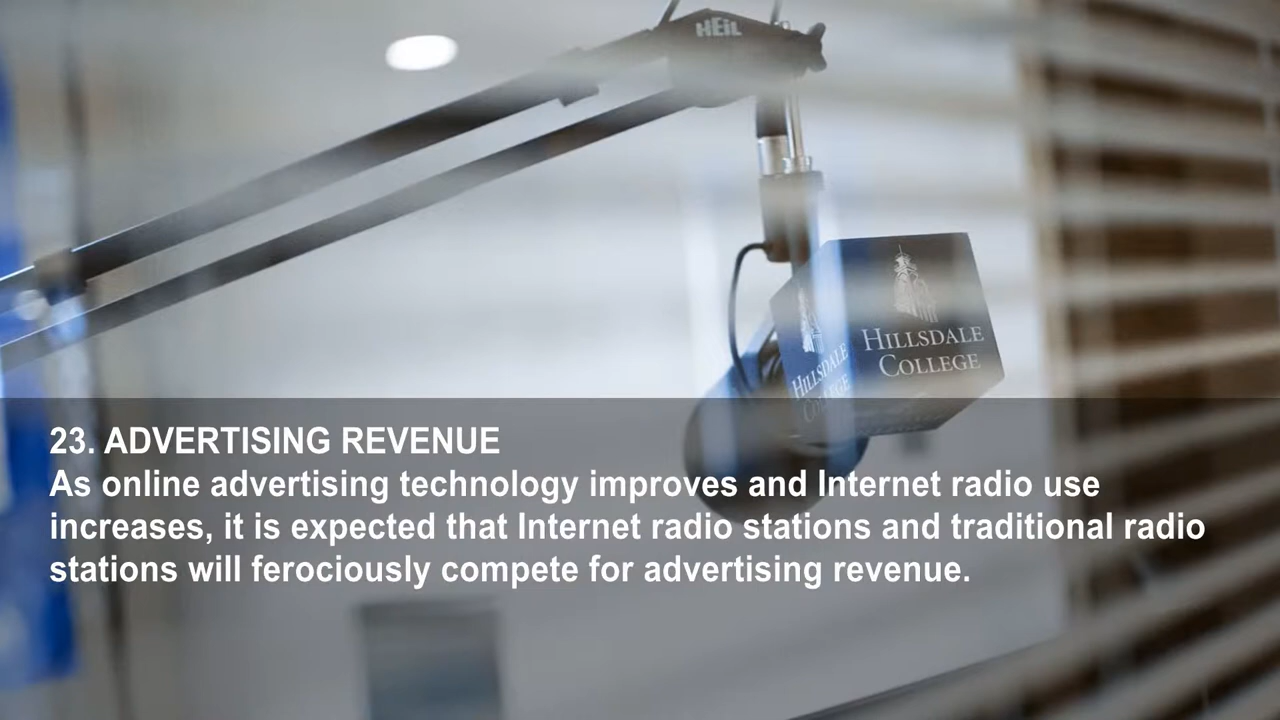 HEiL
HILLSDALE
COLLEGE
HILLSDALE
COLLEGE
23. ADVERTISING REVENUE
As online advertising technology improves and Internet radio use
increases, it is expected that Internet radio stations and traditional radio
stations will ferociously compete for advertising revenue.